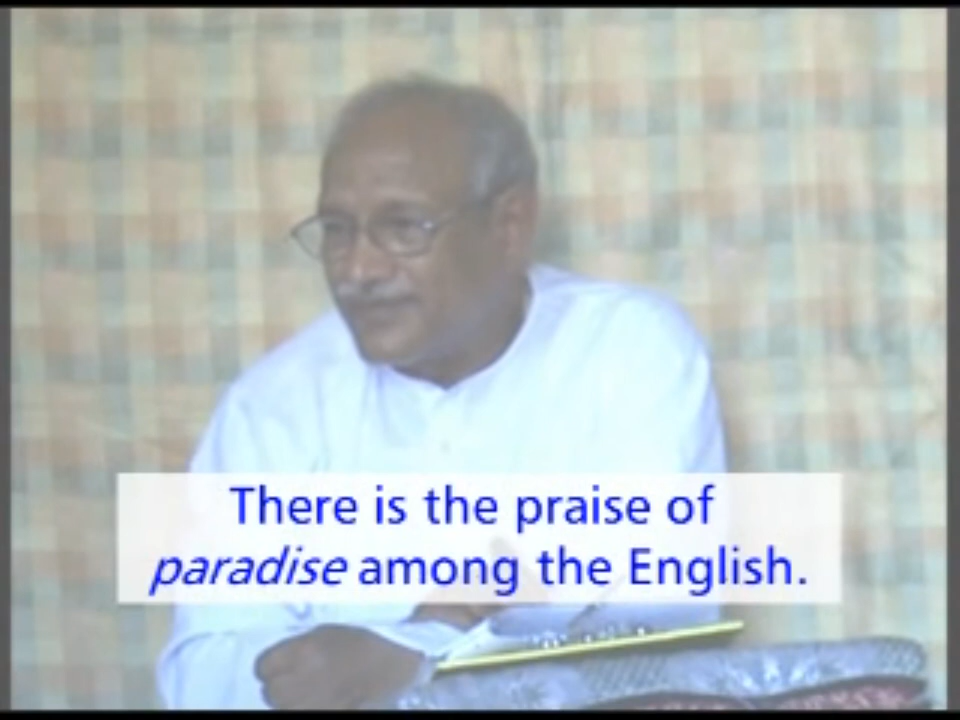 There is the praise of
paradise among the English.